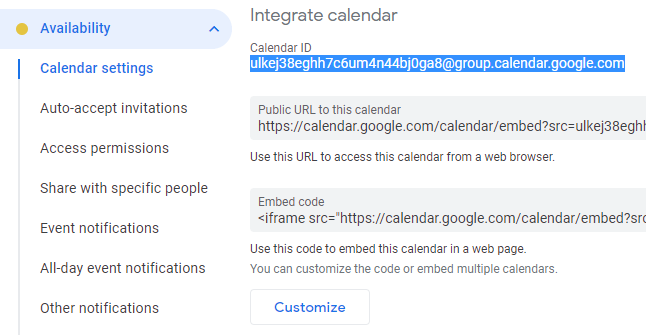 Availability
Calendar settings
Auto-accept invitations
Access permissions
Share with specific people
Event notifications
All-day event notifications
Other notifications
Integrate calendar
Calendar ID
ulkej38eghh7c6um4n44bj0ga8@group.calendar.google.com
Public URL to this calendar
https://calendar.google.com/calendar/embed?src=ulkej38eghh
Use this URL to access this calendar from a web browser.
Embed code
<iframe src="https://calendar.google.com/calendar/embed?src
Use this code to embed this calendar in a web page.
You can customize the code or embed multiple calendars.
Customize